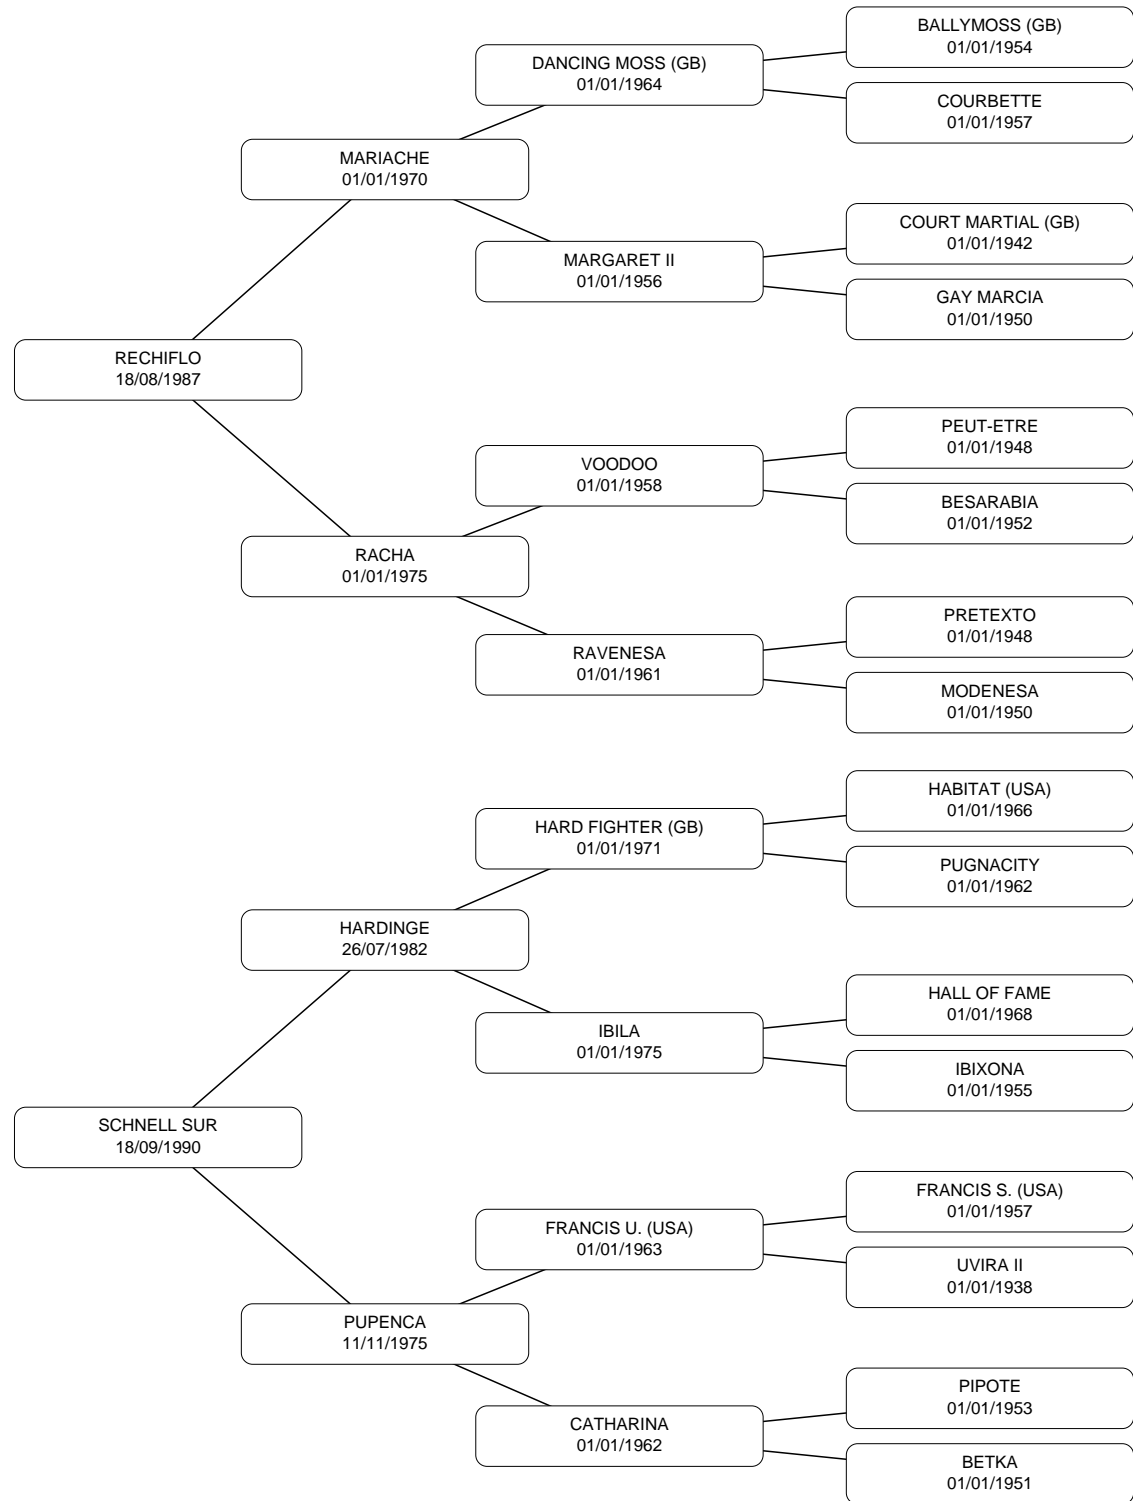 BALLYMOSS (GB)
01/01/1954
DANCING MOSS (GB)
01/01/1964
COURBETTE
01/01/1957
MARIACHE
01/01/1970
COURT MARTIAL (GB)
01/01/1942
MARGARET II
01/01/1956
GAY MARCIA
01/01/1950
RECHIFLO
18/08/1987
PEUT-ETRE
01/01/1948
VOODOO
01/01/1958
BESARABIA
01/01/1952
RACHA
01/01/1975
PRETEXTO
01/01/1948
RAVENESA
01/01/1961
MODENESA
01/01/1950
HABITAT (USA)
01/01/1966
HARD FIGHTER (GB)
01/01/1971
PUGNACITY
01/01/1962
HARDINGE
26/07/1982
HALL OF FAME
01/01/1968
IBILA
01/01/1975
IBIXONA
01/01/1955
SCHNELL SUR
18/09/1990
FRANCIS S. (USA)
01/01/1957
FRANCIS U. (USA)
01/01/1963
UVIRA II
01/01/1938
PUPENCA
11/11/1975
PIPOTE
01/01/1953
CATHARINA
01/01/1962
BETKA
01/01/1951